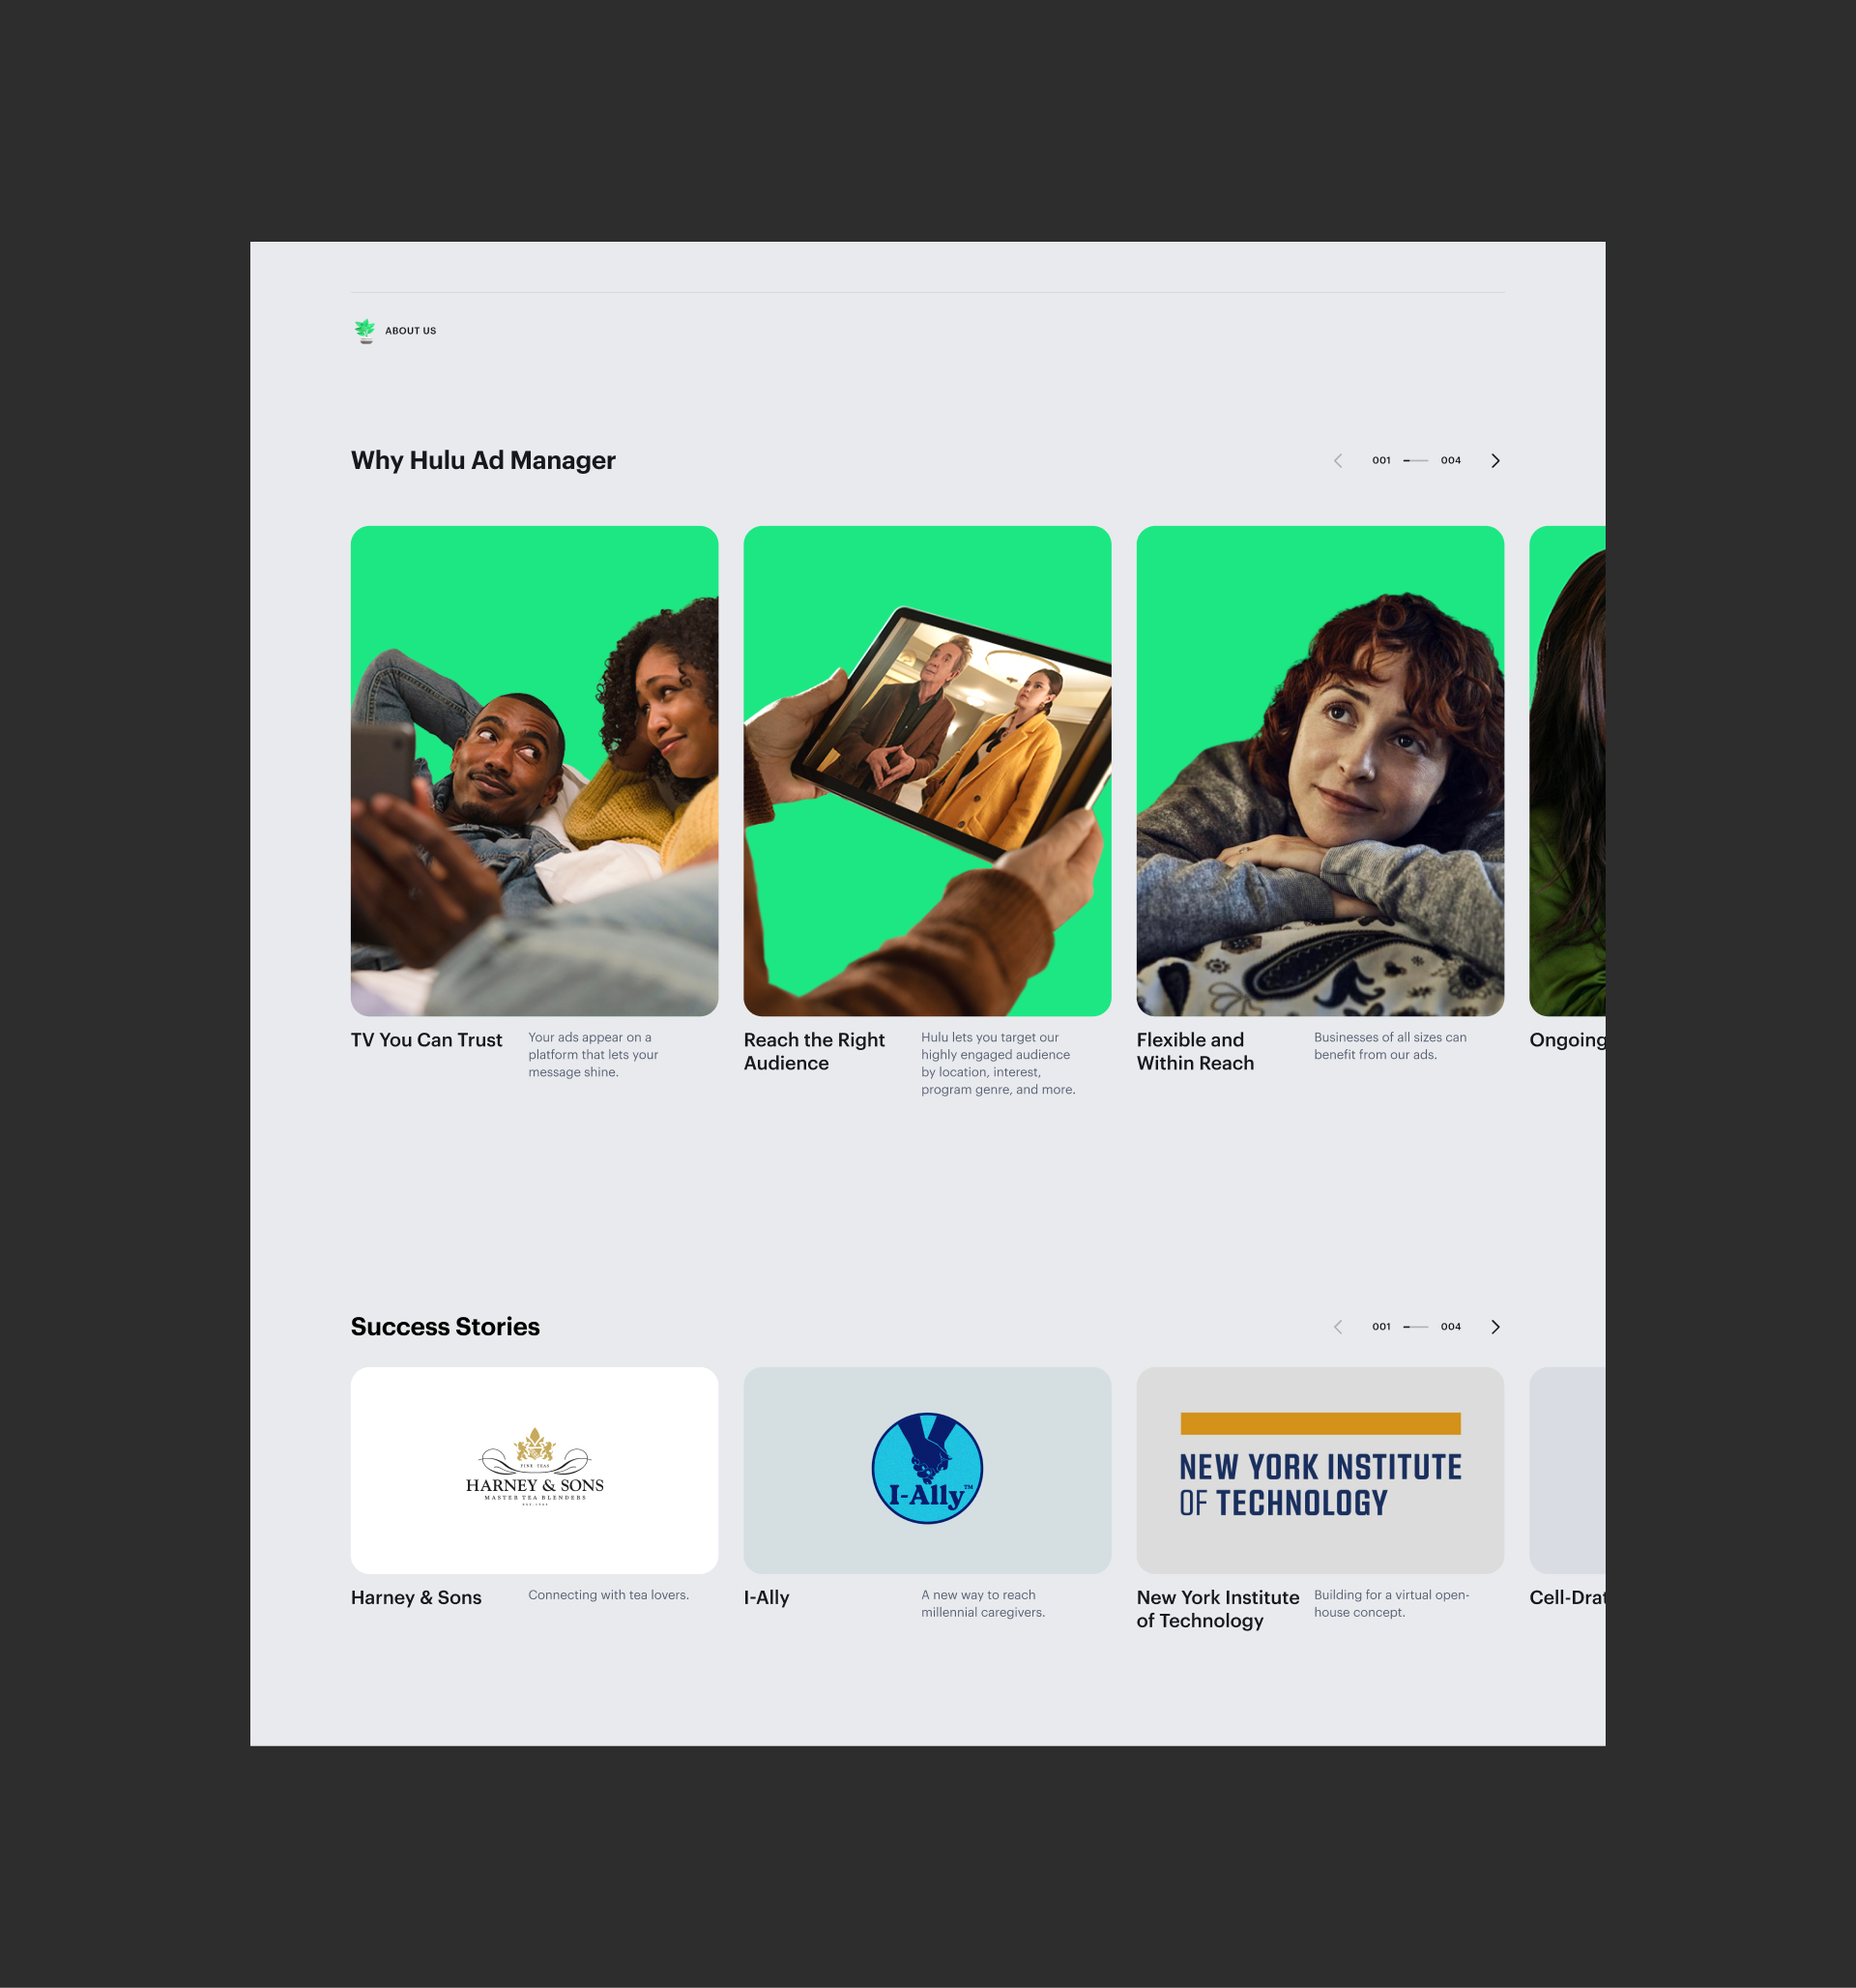 ABOUT US
Why Hulu Ad Manager
001
004
TV You Can Trust
Your ads appear on a
platform that lets your
message shine.
Reach the Right
Audience
Hulu lets you target our
highly engaged audience
by location, interest,
program genre, and more.
Flexible and
Within Reach
Businesses of all sizes can
benefit from our ads.
Ongoing
Success Stories
001
004
FINE TEAS
HARNEY & SONS
MASTER TEA BLENDERS
I-Ally™
NEW YORK INSTITUTE
OF TECHNOLOGY
Harney & Sons
Connecting with tea lovers.
I-Ally
A new way to reach
millennial caregivers.
New York Institute
of Technology
Building for a virtual open-
house concept.
Cell-Drat